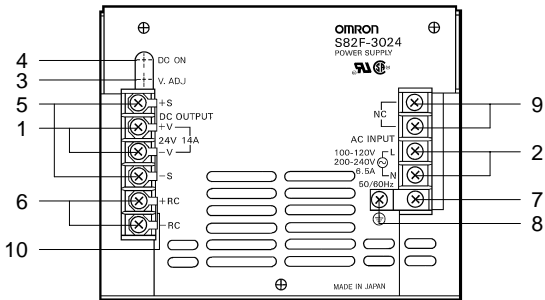 OMRON
S82F-3024
POWER SUPPLY
4
DC ON
3
V. ADJ
5
+S
DC OUTPUT
1
+V
24V 14A
-V
-S
6
+RC
-RC
10
NC
9
AC INPUT
100-120V
L
2
200-240V
6.5A
N
50/60Hz
7
8
MADE IN JAPAN